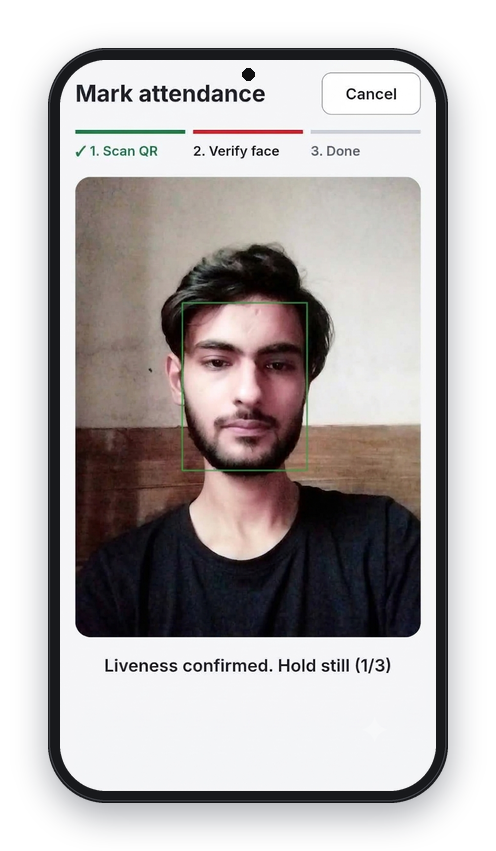 Mark attendance
Cancel
✓ 1. Scan QR
2. Verify face
3. Done
Liveness confirmed. Hold still (1/3)